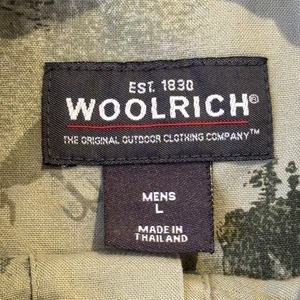 EST. 1830
WOOLRICH®
THE ORIGINAL OUTDOOR CLOTHING COMPANY™
MENS
L
MADE IN
THAILAND